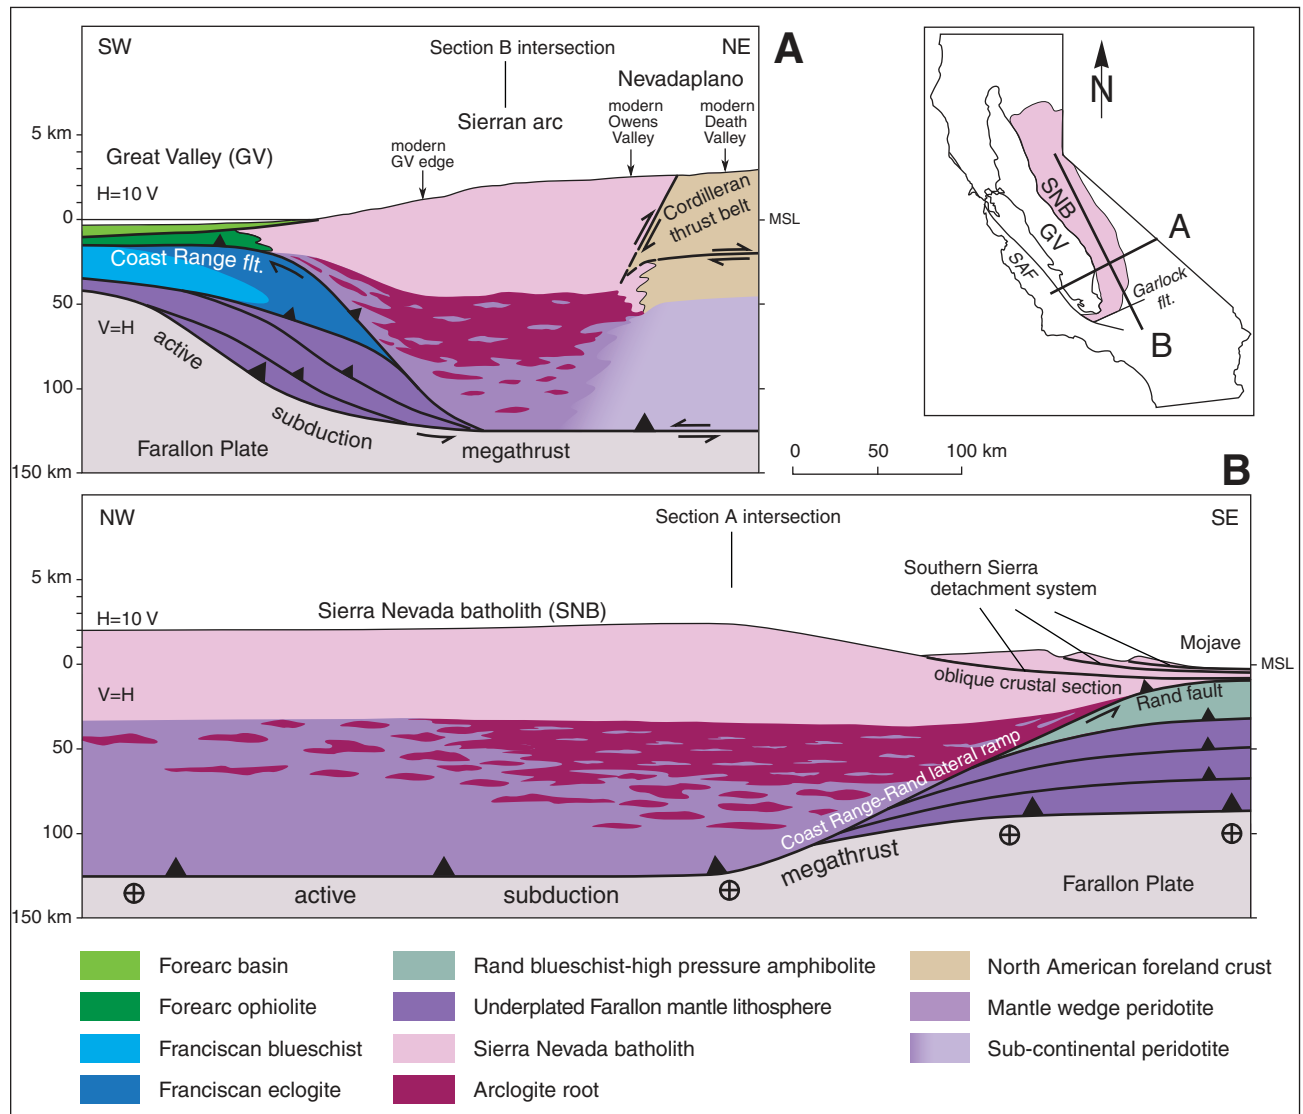 SW
Section B intersection
NE
A
Nevadaplano
Sierran arc
modern
Owens
Valley
modern
Death
Valley
5 km
Great Valley (GV)
modern
GV edge
H=10 V
0
MSL
Cordilleran
thrust belt
Coast Range flt.
50
V=H
active
100
subduction
Farallon Plate
megathrust
150 km
N
SNB
GV
SAF
A
Garlock
flt.
B
0
50
100 km
B
NW
Section A intersection
SE
5 km
Southern Sierra
detachment system
H=10 V
Sierra Nevada batholith (SNB)
Mojave
0
MSL
V=H
oblique crustal section
Rand fault
50
Coast Range-Rand lateral ramp
100
megathrust
active
subduction
Farallon Plate
150 km
Forearc basin
Forearc ophiolite
Franciscan blueschist
Franciscan eclogite
Rand blueschist-high pressure amphibolite
Underplated Farallon mantle lithosphere
Sierra Nevada batholith
Arclogite root
North American foreland crust
Mantle wedge peridotite
Sub-continental peridotite